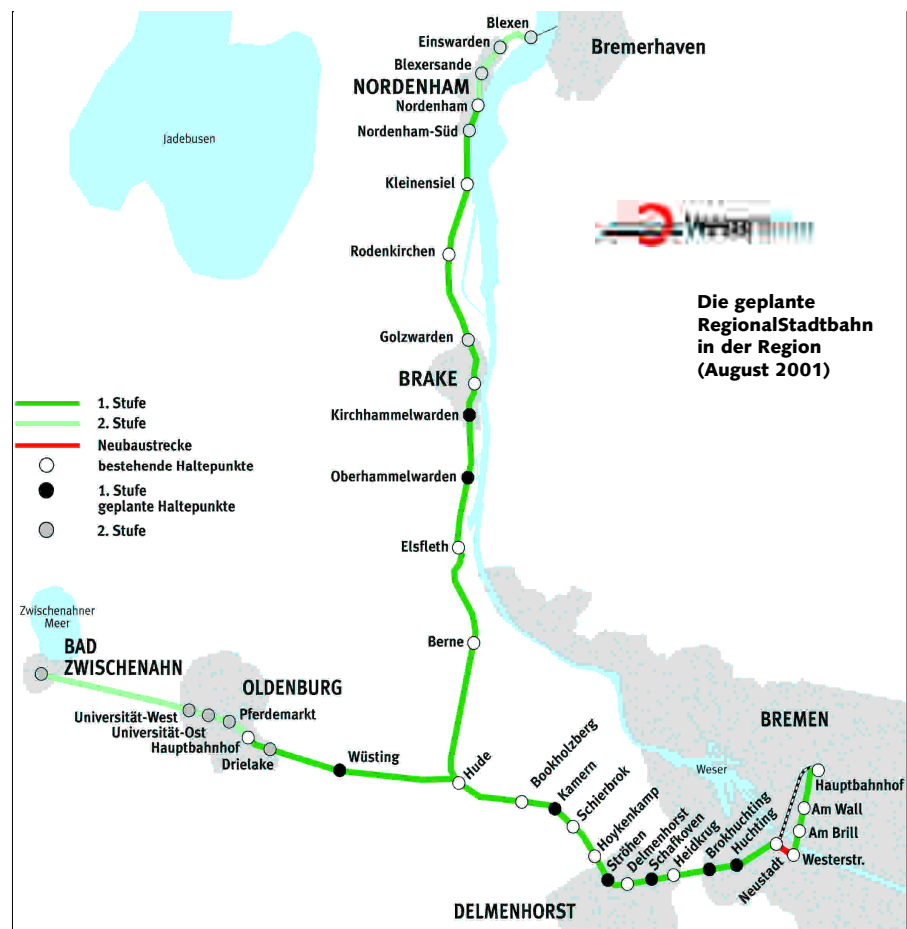 Blexen
Einswarden
Bremerhaven
Blexersande
NORDENHAM
Nordenham
Jadebusen
Nordenham-Süd
Kleinensiel
Rodenkirchen
Die geplante
RegionalStadtbahn
in der Region
(August 2001)
Golzwarden
BRAKE
1. Stufe
2. Stufe
Neubaustrecke
bestehende Haltepunkte
1. Stufe
geplante Haltepunkte
2. Stufe
Kirchhammelwarden
Oberhammelwarden
Elsfleth
Zwischenahner
Meer
Berne
BAD
ZWISCHENAHN
OLDENBURG
Universität-West
Pferdemarkt
Universität-Ost
Hauptbahnhof
Drielake
Wüsting
Hude
Bookholzberg
Kamern
Schierbrok
Hoykenkamp
Ströhen
Delmenhorst
Schafkoven
Heidkrug
Brokhuchting
Huchting
Neustadt
BREMEN
Weser
Hauptbahnhof
Am Wall
Am Brill
Westerstr.
DELMENHORST